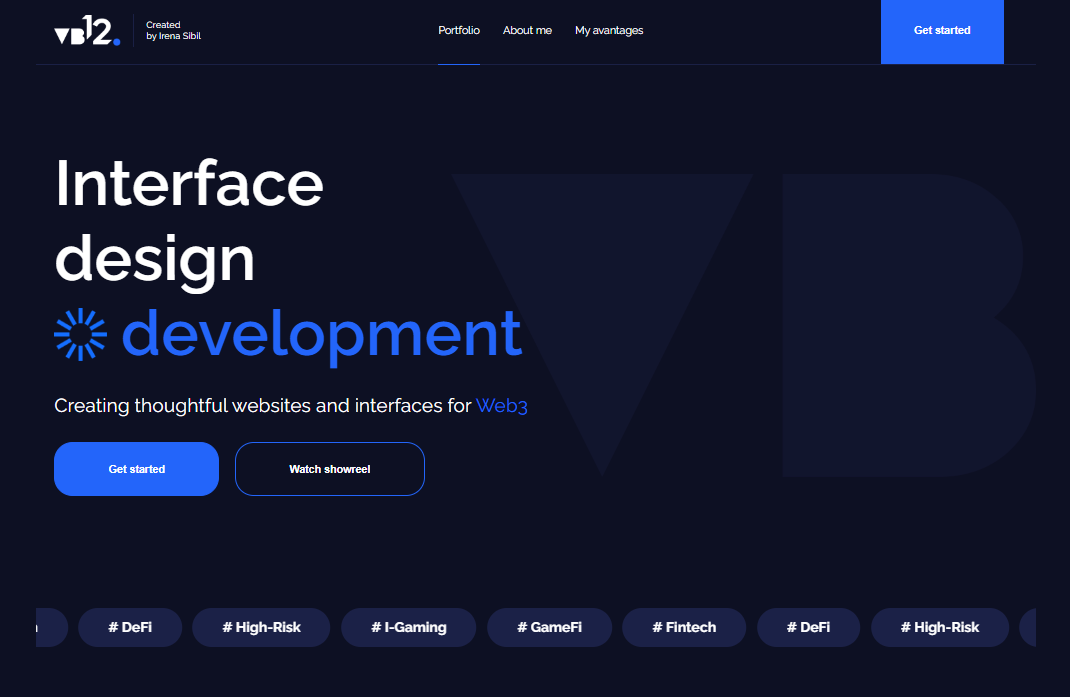 VB12.
Created
by Irena Sibil
Portfolio
About me
My avantages
Get started
Interface
design
development
Creating thoughtful websites and interfaces for Web3
Get started
Watch showreel
VB
# DeFi
# High-Risk
# I-Gaming
# GameFi
# Fintech
# DeFi
# High-Risk